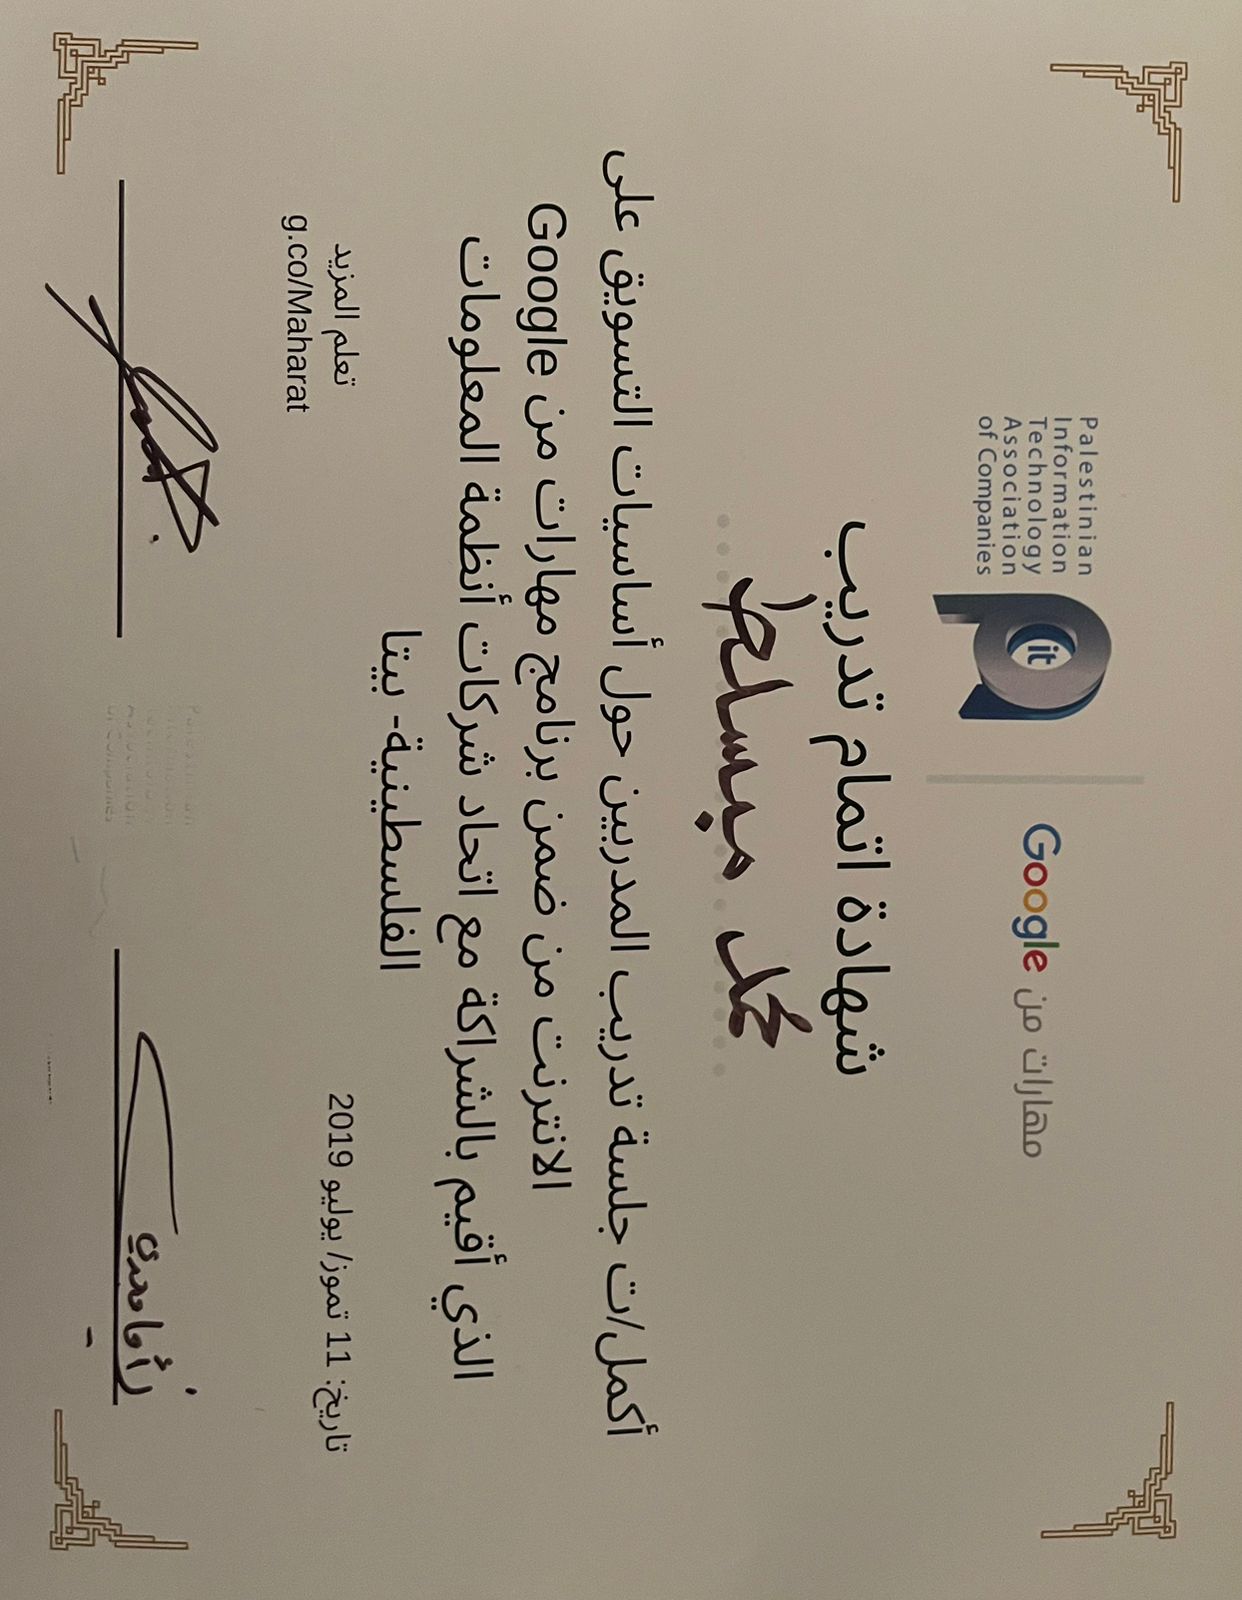 Palestinian
Information
Technology
Association
of Companies
it
مهارات من Google
شهادة اتمام تدريب
محمد مبسلط
أكمل/ت جلسة تدريب المدربين حول أساسيات التسويق على
الانترنت من ضمن برنامج مهارات من Google
الذي أقيم بالشراكة مع اتحاد شركات أنظمة المعلومات
الفلسطينية- بيتا
تاريخ: 11 تموز/ يوليو 2019
تعلم المزيد
g.co/Maharat
Palestinian
Information
Technology
Association
of Companies